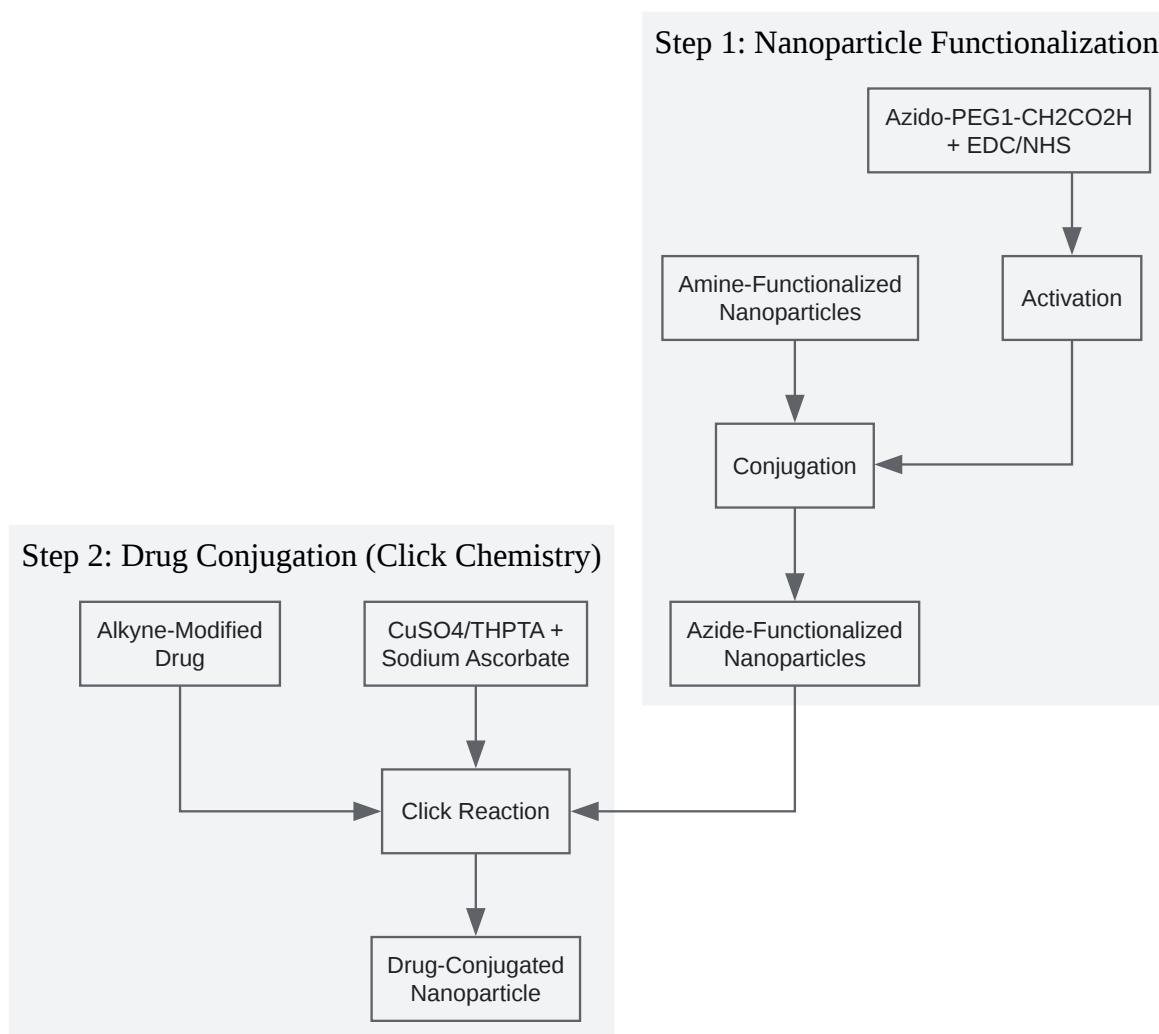 Step 1: Nanoparticle Functionalization
Azido-PEG1-CH2CO2H
+ EDC/NHS
Amine-Functionalized
Nanoparticles
Activation
Conjugation
Azide-Functionalized
Nanoparticles
Step 2: Drug Conjugation (Click Chemistry)
Alkyne-Modified
Drug
CuSO4/THPTA +
Sodium Ascorbate
Click Reaction
Drug-Conjugated
Nanoparticle